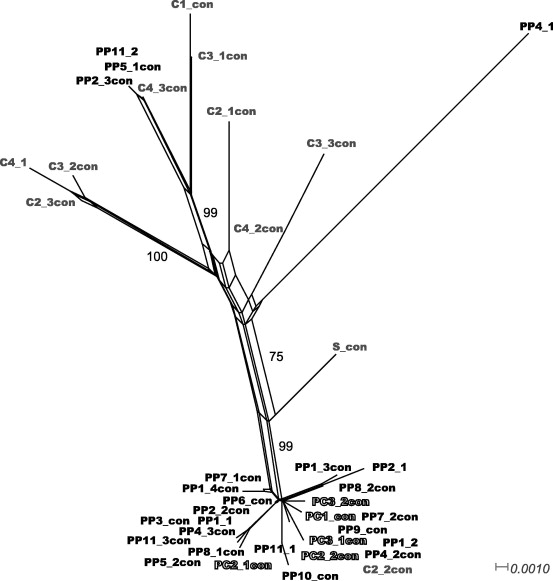 C1_con
PP4_1
PP11_2
C3_1con
PP5_1con
PP2_3con
C4_3con
C2_1con
C3_3con
C4_1
C3_2con
C2_3con
99
C4_2con
100
75
S_con
99
PP7_1con
PP1_3con
PP2_1
PP1_4con
PP8_2con
PP6_con
PC3_2con
PP2_2con
PC1_con
PP7_2con
PP3_con
PP1_1
PP4_3con
PP9_con
PP11_3con
PC3_1con
PP1_2
PP8_1con
PP11_1
PC2_2con
PP4_2con
PP5_2con
PC2_1con
C2_2con
PP10_con
0.0010